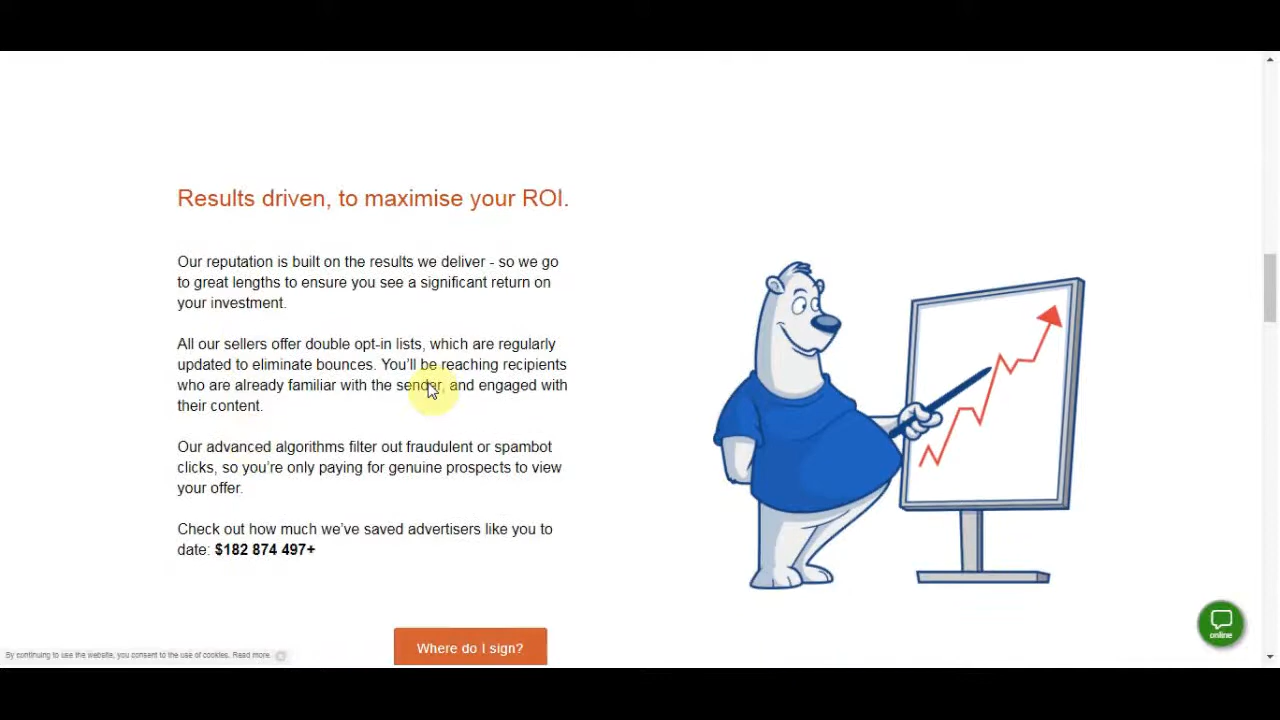 Results driven, to maximise your ROI.
Our reputation is built on the results we deliver - so we go
to great lengths to ensure you see a significant return on
your investment.
All our sellers offer double opt-in lists, which are regularly
updated to eliminate bounces. You'll be reaching recipients
who are already familiar with the sender, and engaged with
their content.
Our advanced algorithms filter out fraudulent or spambot
clicks, so you're only paying for genuine prospects to view
your offer.
Check out how much we've saved advertisers like you to
date: $182 874 497+
Where do I sign?
online
By continuing to use the website, you consent to the use of cookies. Read more